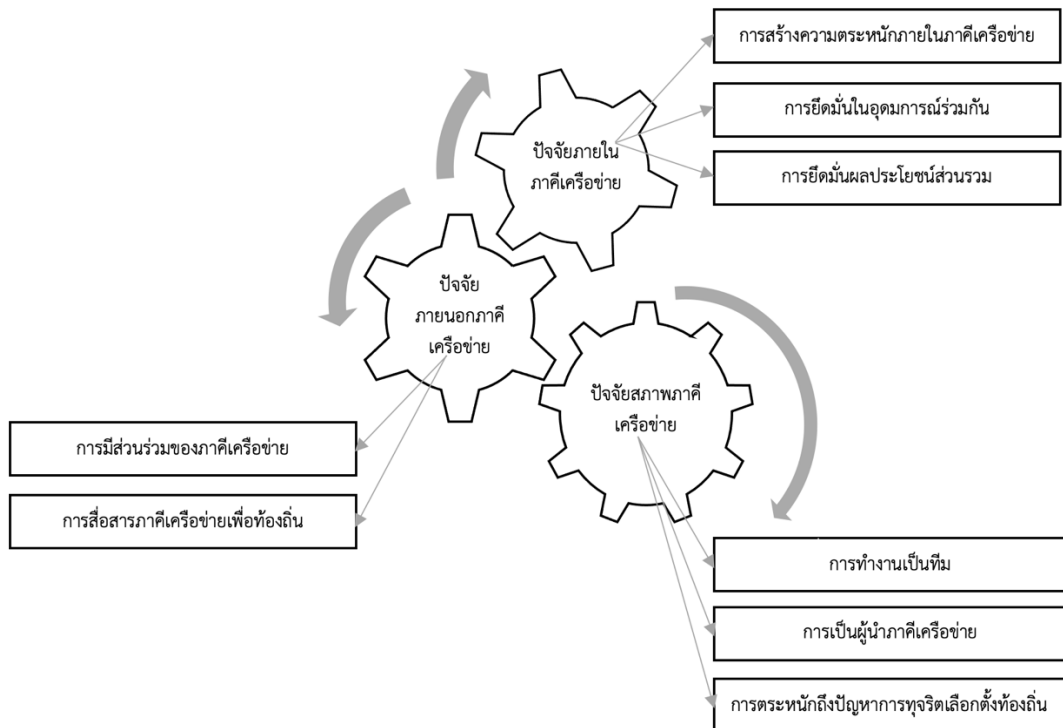 การสร้างความตระหนักภายในภาคีเครือข่าย
การยึดมั่นในอุดมการณ์ร่วมกัน
การยึดมั่นผลประโยชน์ส่วนรวม
ปัจจัยภายใน
ภาคีเครือข่าย
ปัจจัย
ภายนอกภาคี
เครือข่าย
ปัจจัยสภาพภาคี
เครือข่าย
การมีส่วนร่วมของภาคีเครือข่าย
การสื่อสารภาคีเครือข่ายเพื่อท้องถิ่น
การทำงานเป็นทีม
การเป็นผู้นำภาคีเครือข่าย
การตระหนักถึงปัญหาการทุจริตเลือกตั้งท้องถิ่น